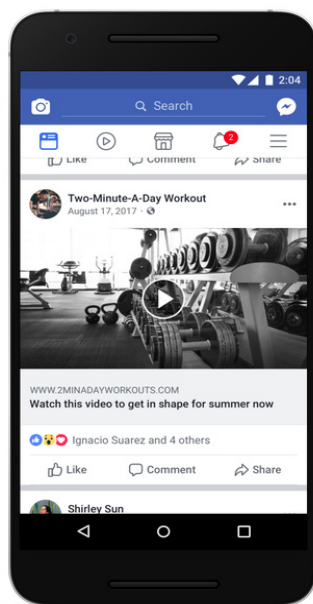 2:04
Search
2
Like Comment Share
Two-Minute-A-Day Workout
August 17, 2017 ·
WWW.2MINADAYWORKOUTS.COM
Watch this video to get in shape for summer now
Ignacio Suarez and 4 others
Like Comment Share
Shirley Sun